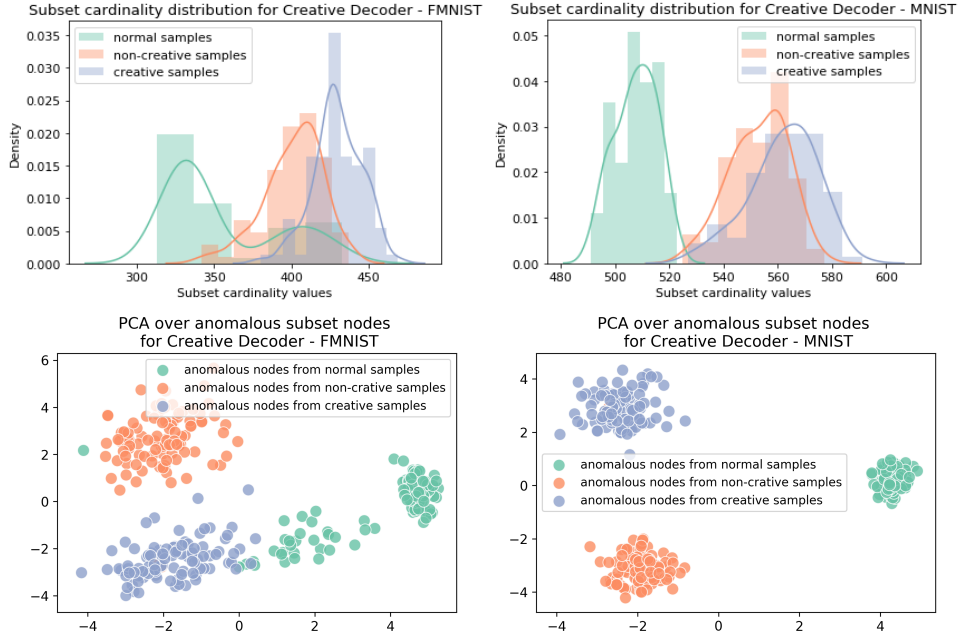 Subset cardinality distribution for Creative Decoder - FMNIST
normal samples
non-creative samples
creative samples
0.035
0.030
0.025
0.020
0.015
0.010
0.005
0.000
Density
300
350
400
450
Subset cardinality values
Subset cardinality distribution for Creative Decoder - MNIST
normal samples
non-creative samples
creative samples
0.05
0.04
0.03
0.02
0.01
0.00
Density
480
500
520
540
560
580
600
Subset cardinality values
PCA over anomalous subset nodes
for Creative Decoder - FMNIST
anomalous nodes from normal samples
anomalous nodes from non-crative samples
anomalous nodes from creative samples
6
4
2
0
−2
−4
−4
−2
0
2
4
PCA over anomalous subset nodes
for Creative Decoder - MNIST
anomalous nodes from normal samples
anomalous nodes from non-crative samples
anomalous nodes from creative samples
4
2
0
−2
−4
−4
−2
0
2
4